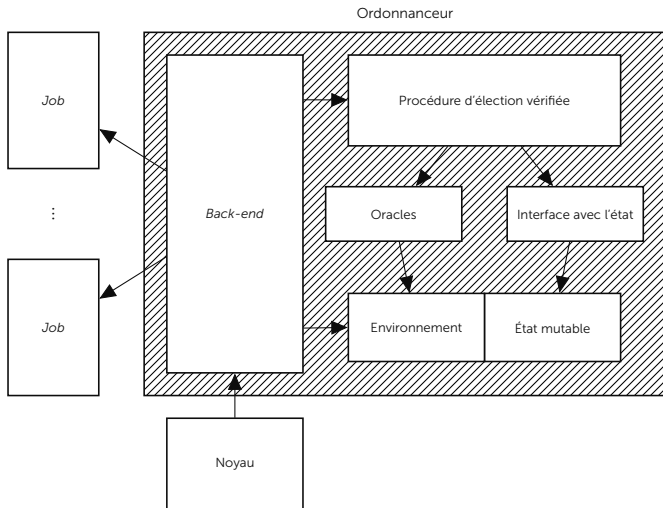 Ordonnanceur
Job
Procédure d'élection vérifiée
⋮
Back-end
Oracles
Interface avec l'état
Job
Environnement
État mutable
Noyau